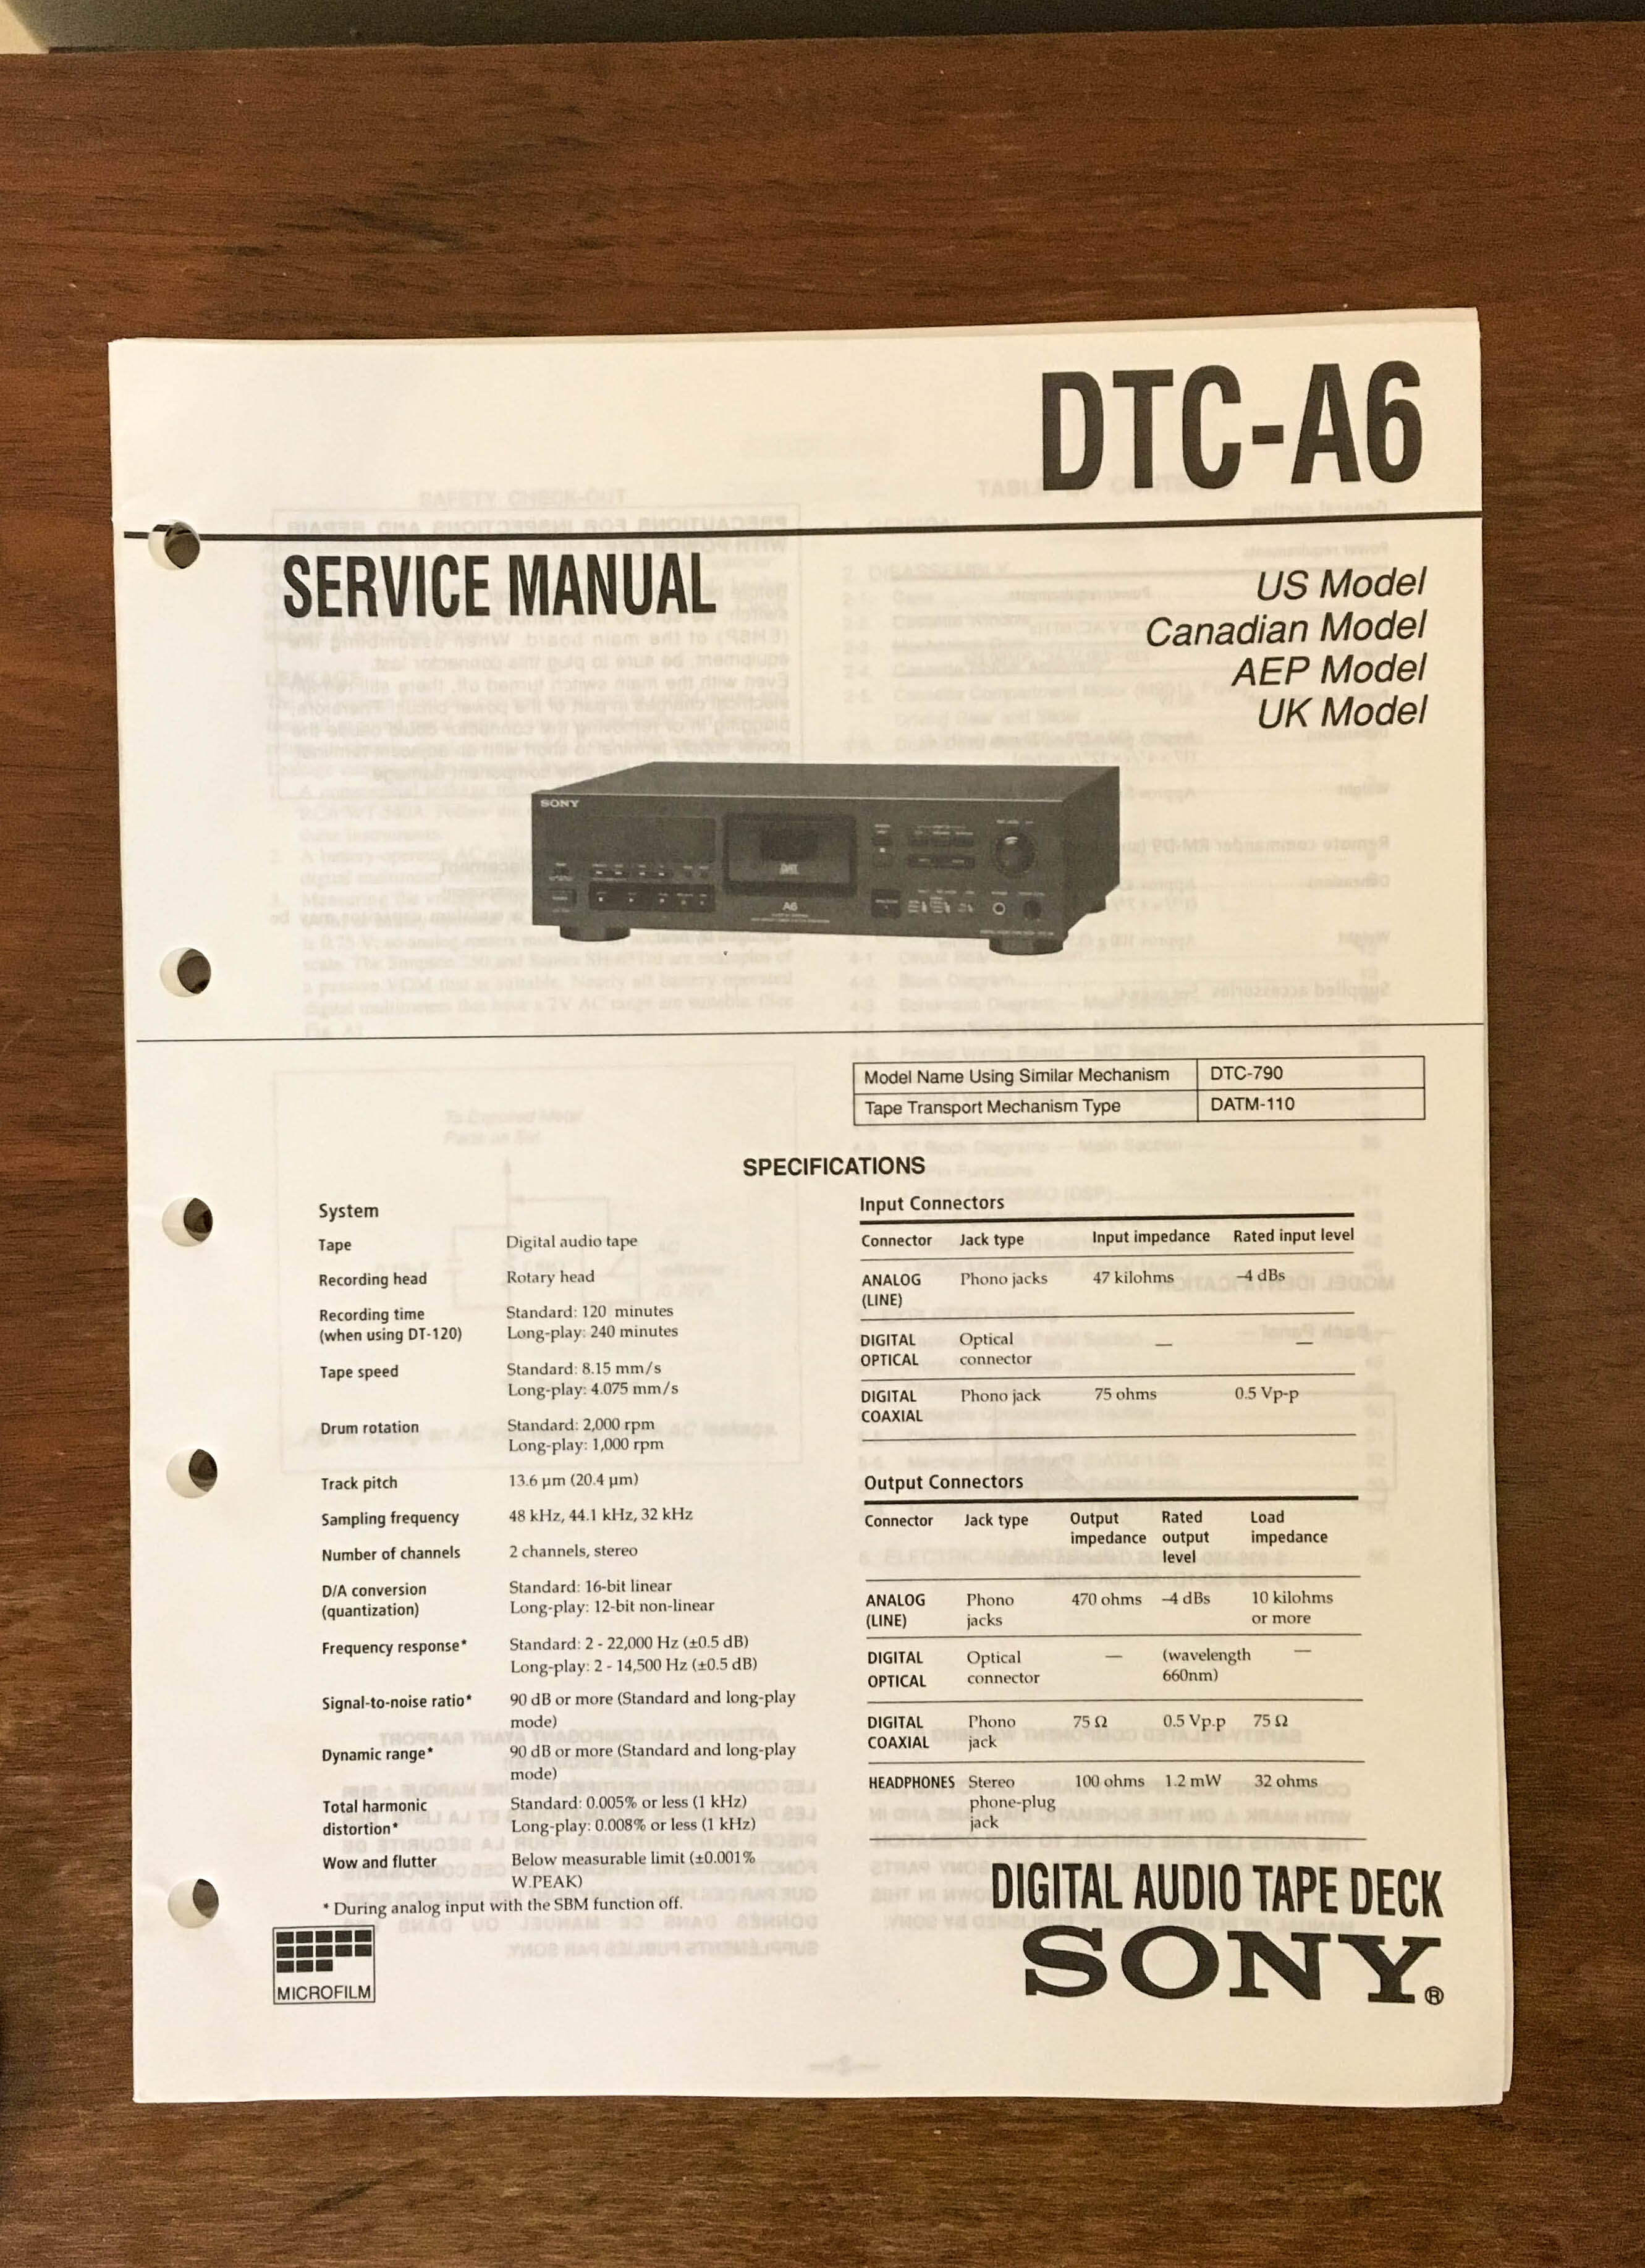 DTC-A6
SERVICE MANUAL
US Model
Canadian Model
AEP Model
UK Model
SONY
DAT
A6
Model Name Using Similar Mechanism DTC-790
Tape Transport Mechanism Type DATM-110
SPECIFICATIONS
System
Tape Digital audio tape
Recording head Rotary head
Recording time Standard: 120 minutes
(when using DT-120) Long-play: 240 minutes
Tape speed Standard: 8.15 mm/s
Long-play: 4.075 mm/s
Drum rotation Standard: 2,000 rpm
Long-play: 1,000 rpm
Track pitch 13.6 µm (20.4 µm)
Sampling frequency 48 kHz, 44.1 kHz, 32 kHz
Number of channels 2 channels, stereo
D/A conversion Standard: 16-bit linear
(quantization) Long-play: 12-bit non-linear
Frequency response* Standard: 2 - 22,000 Hz (±0.5 dB)
Long-play: 2 - 14,500 Hz (±0.5 dB)
Signal-to-noise ratio* 90 dB or more (Standard and long-play
mode)
Dynamic range* 90 dB or more (Standard and long-play
mode)
Total harmonic Standard: 0.005% or less (1 kHz)
distortion* Long-play: 0.008% or less (1 kHz)
Wow and flutter Below measurable limit (±0.001%
W.PEAK)
* During analog input with the SBM function off.
Input Connectors
Connector Jack type Input impedance Rated input level
ANALOG Phono jacks 47 kilohms –4 dBs
(LINE)
DIGITAL Optical — —
OPTICAL connector
DIGITAL Phono jack 75 ohms 0.5 Vp-p
COAXIAL
Output Connectors
Connector Jack type Output Rated Load
impedance output impedance
level
ANALOG Phono 470 ohms –4 dBs 10 kilohms
(LINE) jacks or more
DIGITAL Optical — (wavelength —
OPTICAL connector 660nm)
DIGITAL Phono 75 Ω 0.5 Vp.p 75 Ω
COAXIAL jack
HEADPHONES Stereo 100 ohms 1.2 mW 32 ohms
phone-plug
jack
MICROFILM
DIGITAL AUDIO TAPE DECK
SONY®